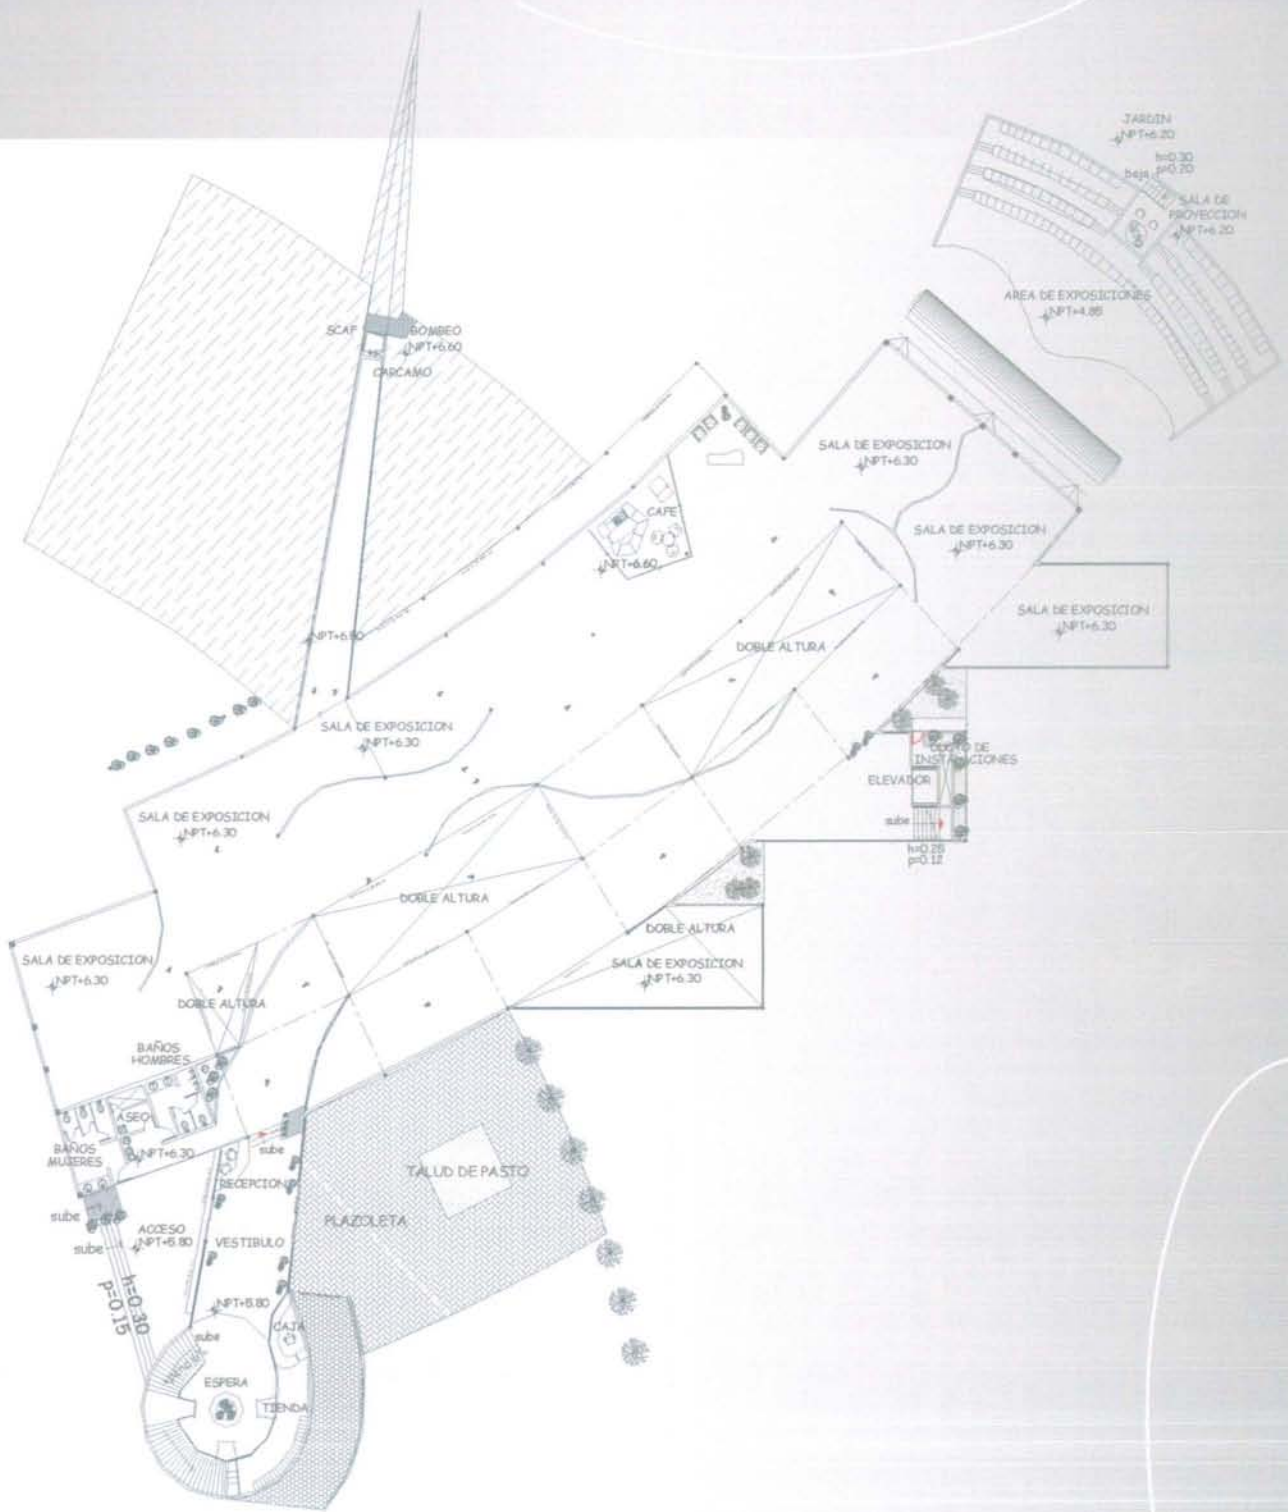 JARDIN
NPT+6.20
h=0.30
p=0.20
baja
SALA DE
PROYECCION
NPT+6.20
AREA DE EXPOSICIONES
NPT+4.85
SCAF
BOMBEO
NPT+6.60
CARCAMO
SALA DE EXPOSICION
NPT+6.30
CAFE
NPT+6.60
SALA DE EXPOSICION
NPT+6.30
SALA DE EXPOSICION
NPT+6.30
DOBLE ALTURA
SALA DE EXPOSICION
NPT+6.30
DE
INSTALACIONES
ELEVADOR
sube
h=0.25
p=0.12
SALA DE EXPOSICION
NPT+6.30
DOBLE ALTURA
DOBLE ALTURA
SALA DE EXPOSICION
NPT+6.30
SALA DE EXPOSICION
NPT+6.30
DOBLE ALTURA
BAÑOS
HOMBRES
ASEO
BAÑOS
MUJERES
NPT+6.30
sube
RECEPCION
TALUD DE PASTO
PLAZOLETA
sube
sube
ACCESO
NPT+5.80
VESTIBULO
h=0.30
p=0.15
NPT+5.80
CAJA
sube
ESPERA
TIENDA